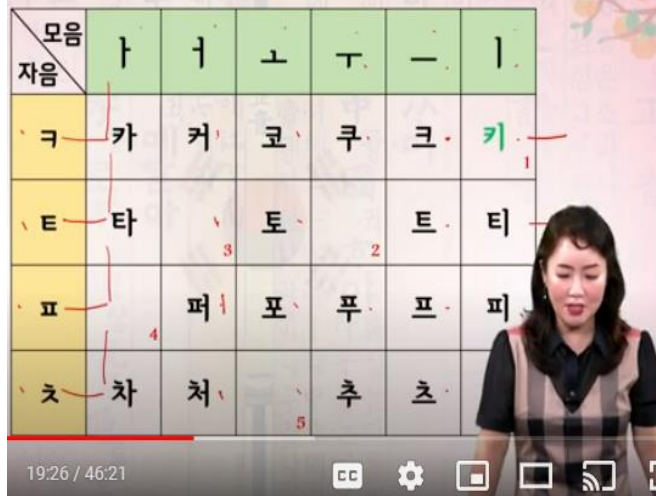 모음
자음 ㅏ ㅓ ㅗ ㅜ ㅡ ㅣ
ㅋ 카 커 코 쿠 크 키 1
ㅌ 타 3 토 2 트 티
ㅍ 4 퍼 포 푸 프 피
ㅊ 차 처 5 추 츠
19:26 / 46:21 CC